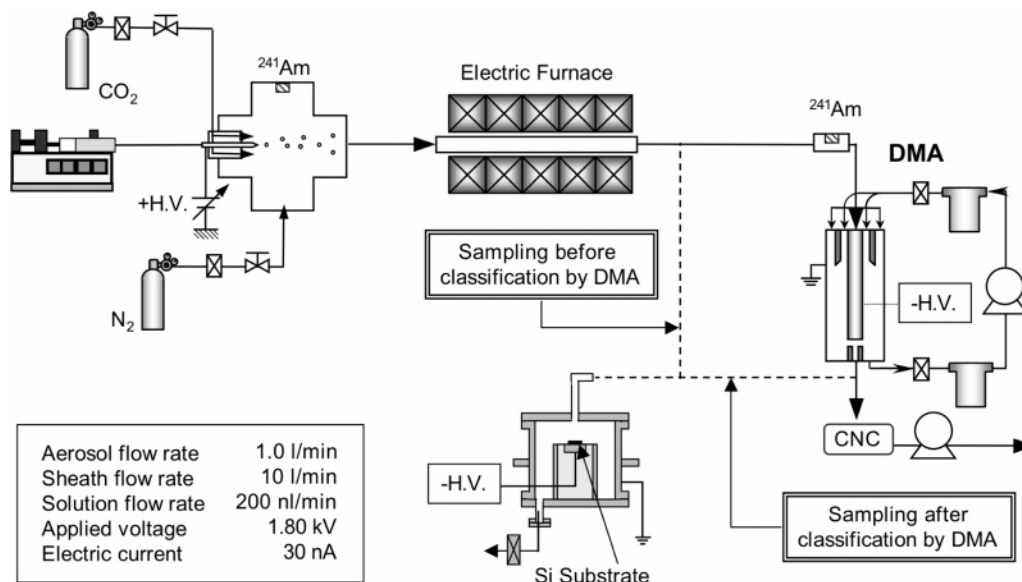 CO2
241Am
Electric Furnace
241Am
DMA
+H.V.
Sampling before
classification by DMA
-H.V.
N2
CNC
-H.V.
Aerosol flow rate 1.0 l/min
Sheath flow rate 10 l/min
Solution flow rate 200 nl/min
Applied voltage 1.80 kV
Electric current 30 nA
Sampling after
classification by DMA
Si Substrate